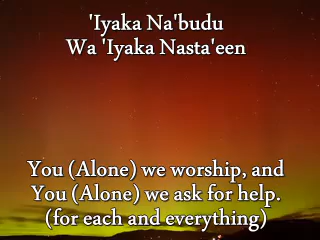 'Iyaka Na'budu
Wa 'Iyaka Nasta'een
You (Alone) we worship, and
You (Alone) we ask for help.
(for each and everything)